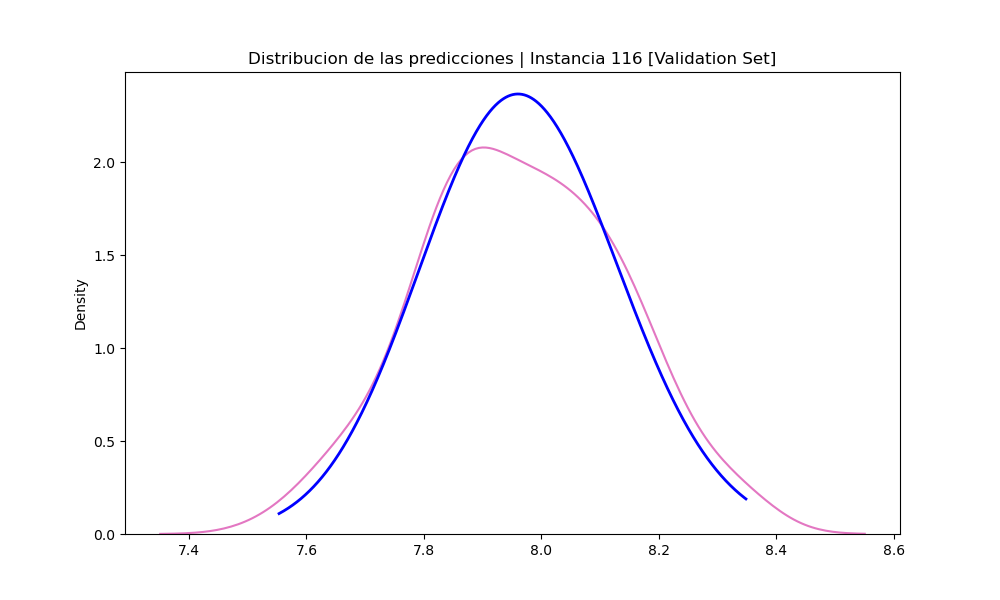 Distribucion de las predicciones | Instancia 116 [Validation Set]
Density
2.0
1.5
1.0
0.5
0.0
7.4 7.6 7.8 8.0 8.2 8.4 8.6